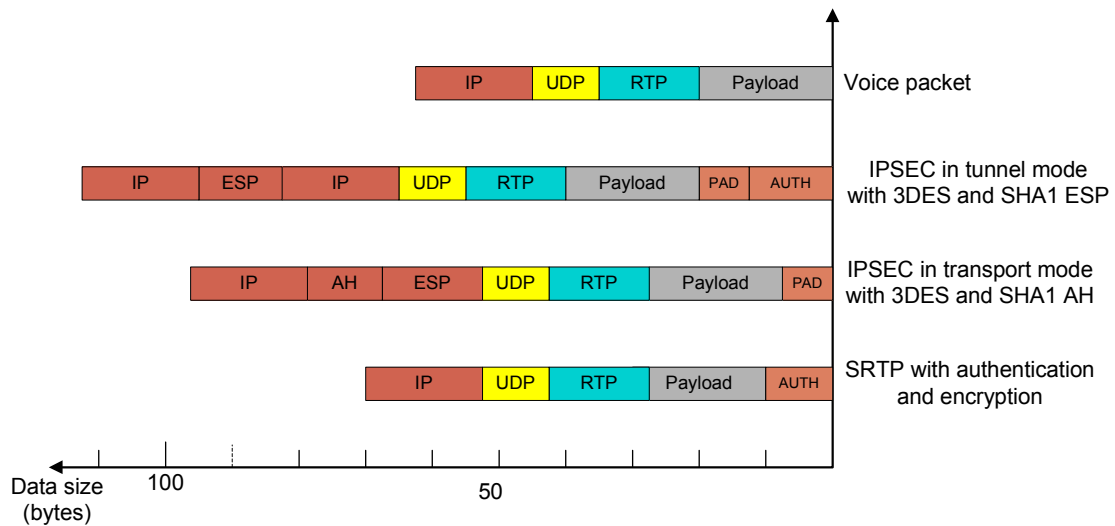 IP UDP RTP Payload Voice packet
IP ESP IP UDP RTP Payload PAD AUTH
IPSEC in tunnel mode
with 3DES and SHA1 ESP
IP AH ESP UDP RTP Payload PAD
IPSEC in transport mode
with 3DES and SHA1 AH
IP UDP RTP Payload AUTH
SRTP with authentication
and encryption
100 50
Data size
(bytes)